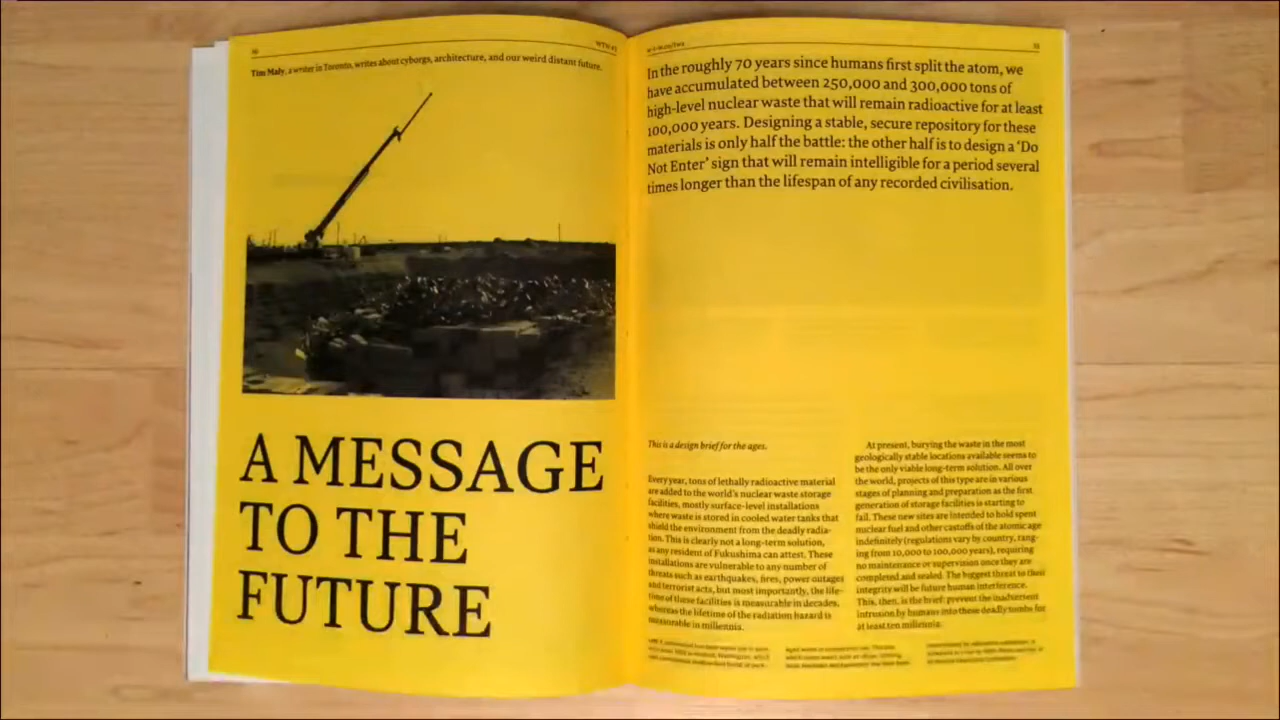 Tim Maly, a writer in Toronto, writes about cyborgs, architecture, and our weird distant future.
A MESSAGE
TO THE
FUTURE
In the roughly 70 years since humans first split the atom, we
have accumulated between 250,000 and 300,000 tons of
high-level nuclear waste that will remain radioactive for at least
100,000 years. Designing a stable, secure repository for these
materials is only half the battle: the other half is to design a ‘Do
Not Enter’ sign that will remain intelligible for a period several
times longer than the lifespan of any recorded civilisation.
This is a design brief for the ages.
Every year, tons of lethally radioactive material
are added to the world's nuclear waste storage
facilities, mostly surface-level installations
where waste is stored in cooled water tanks that
shield the environment from the deadly radia-
tion. This is clearly not a long-term solution,
as any resident of Fukushima can attest. These
installations are vulnerable to any number of
threats such as earthquakes, fires, power outages
and terrorist acts, but most importantly, the life-
time of these facilities is measurable in decades,
whereas the lifetime of the radiation hazard is
measurable in millennia.
At present, burying the waste in the most
geologically stable locations available seems to
be the only viable long-term solution. All over
the world, projects of this type are in various
stages of planning and preparation as the first
generation of storage facilities is starting to
fail. These new sites are intended to hold spent
nuclear fuel and other castoffs of the atomic age
indefinitely (regulations vary by country, rang-
ing from 10,000 to 100,000 years), requiring
no maintenance or supervision once they are
completed and sealed. The biggest threat to their
integrity will be future human interference.
This, then, is the brief: prevent the inadvertent
intrusion by humans into these deadly tombs for
at least ten millennia.